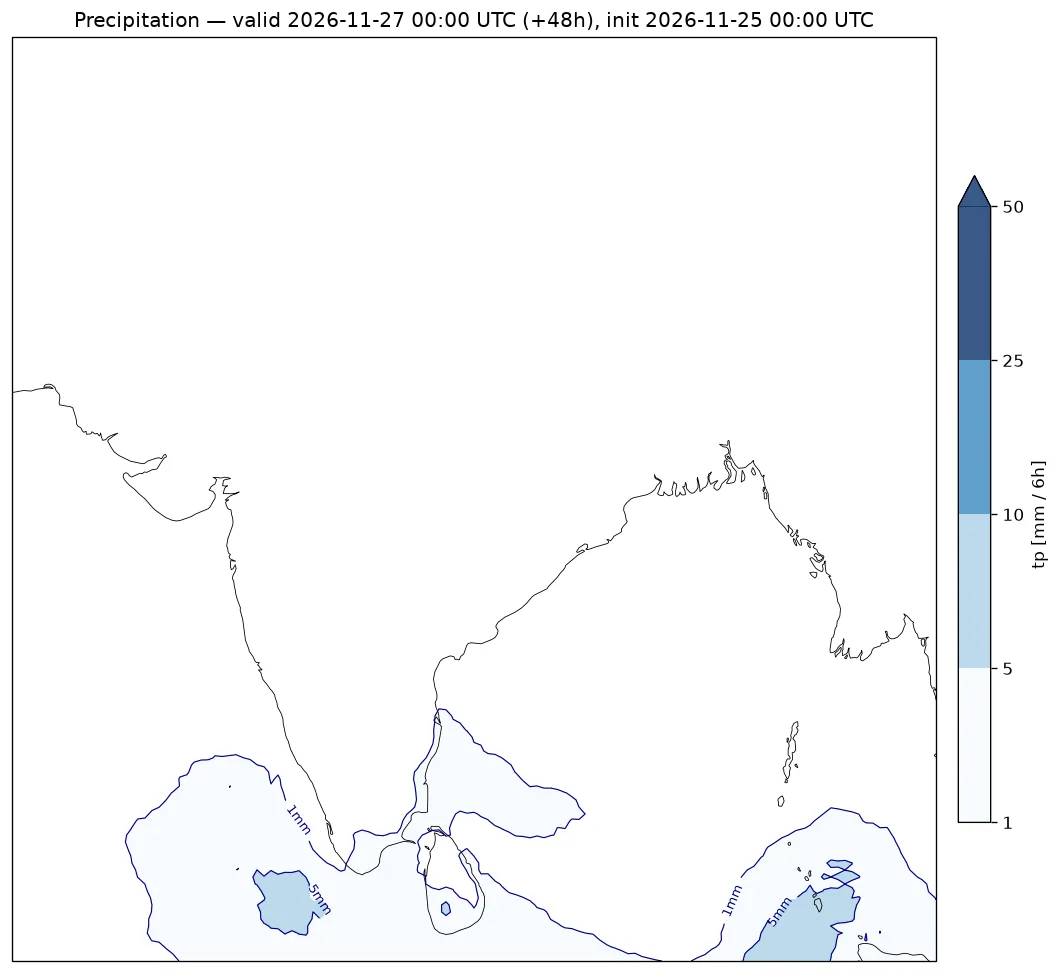 Precipitation — valid 2026-11-27 00:00 UTC (+48h), init 2026-11-25 00:00 UTC
50
25
10
5
1
tp [mm / 6h]
1mm
5mm
1mm
5mm